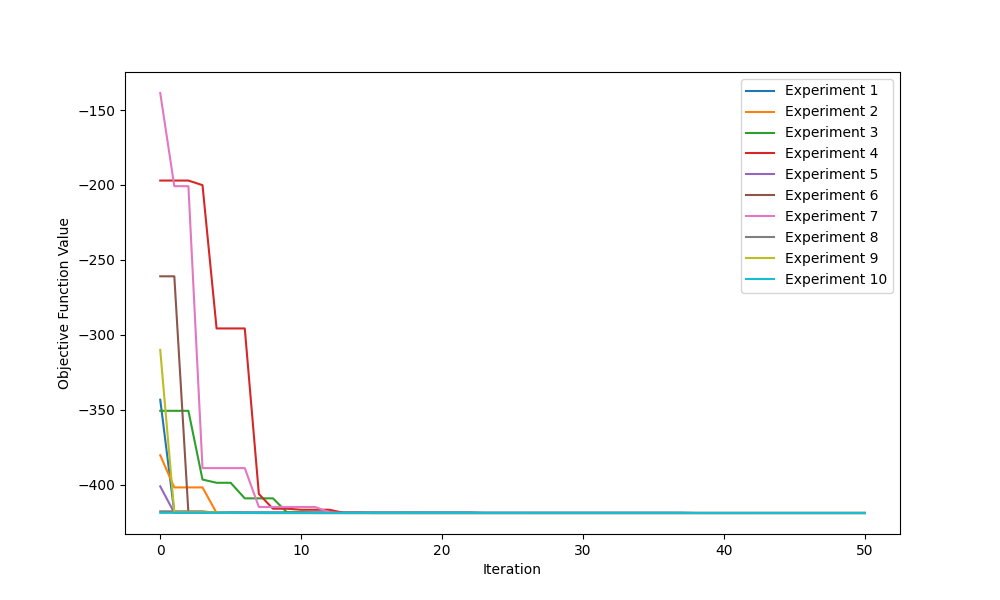 Objective Function Value
−150
−200
−250
−300
−350
−400
0
10
20
30
40
50
Iteration
Experiment 1
Experiment 2
Experiment 3
Experiment 4
Experiment 5
Experiment 6
Experiment 7
Experiment 8
Experiment 9
Experiment 10